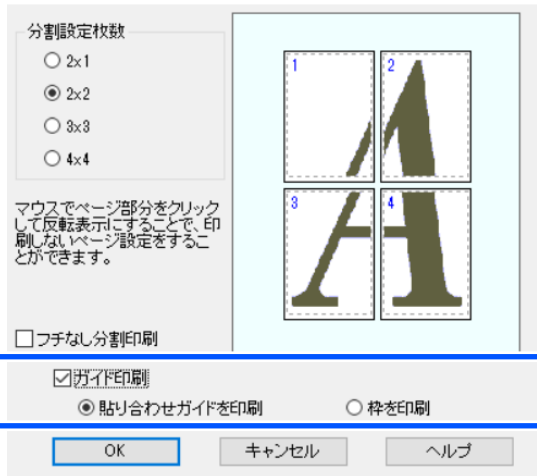 分割設定枚数
2x1
2x2
3x3
4x4
マウスでページ部分をクリック
して反転表示にすることで、印
刷しないページ設定をするこ
とができます。
フチなし分割印刷
1 2
3 4
A
ガイド印刷
貼り合わせガイドを印刷 枠を印刷
OK キャンセル ヘルプ